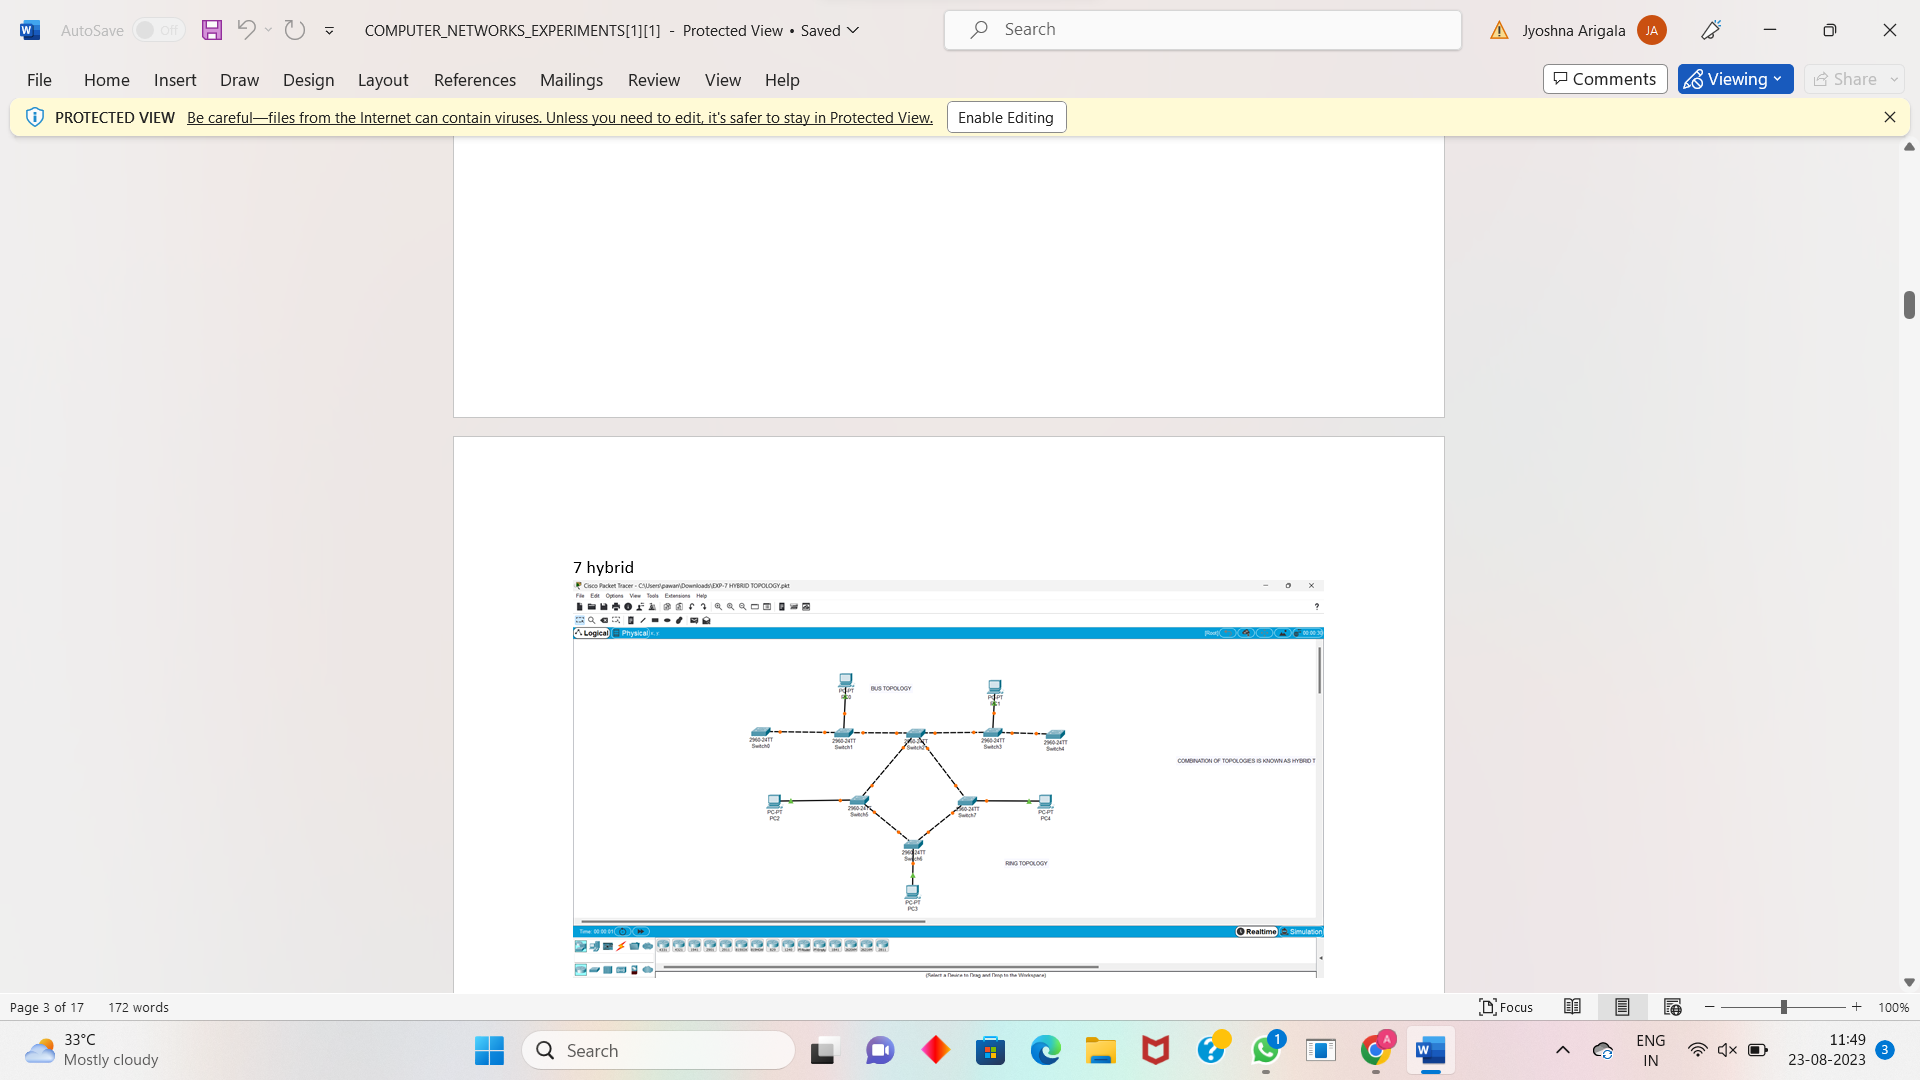 AutoSave Off COMPUTER_NETWORKS_EXPERIMENTS[1][1] - Protected View • Saved Search Jyoshna Arigala JA
File Home Insert Draw Design Layout References Mailings Review View Help Comments Viewing Share
PROTECTED VIEW Be careful—files from the Internet can contain viruses. Unless you need to edit, it's safer to stay in Protected View. Enable Editing
7 hybrid
Cisco Packet Tracer - C:\Users\pawan\Downloads\EXP-7 HYBRID TOPOLOGY.pkt
File Edit Options View Tools Extensions Help
Logical Physical [Root]
PC-PT
PC0
BUS TOPOLOGY
PC-PT
PC1
2960-24TT
Switch0
2960-24TT
Switch1
2960-24TT
Switch2
2960-24TT
Switch3
2960-24TT
Switch4
COMBINATION OF TOPOLOGIES IS KNOWN AS HYBRID T
PC-PT
PC2
2960-24TT
Switch5
2960-24TT
Switch7
PC-PT
PC4
2960-24TT
Switch6
RING TOPOLOGY
PC-PT
PC3
Time: 00:00:01 Realtime Simulation
(Select a Device to Drag and Drop to the Workspace)
Page 3 of 17 172 words Focus 100%
33°C
Mostly cloudy
Search
1
A
ENG
IN
11:49
23-08-2023
3